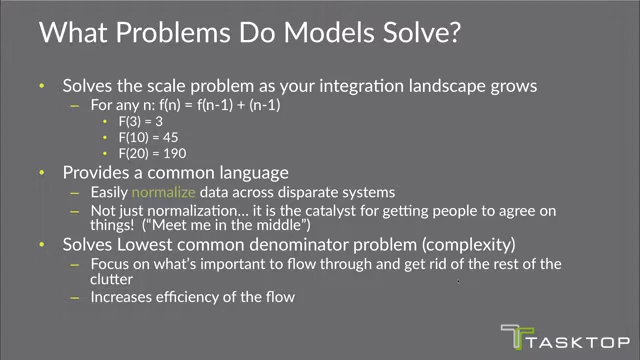 What Problems Do Models Solve?
• Solves the scale problem as your integration landscape grows
– For any n: f(n) = f(n-1) + (n-1)
• F(3) = 3
• F(10) = 45
• F(20) = 190
• Provides a common language
– Easily normalize data across disparate systems
– Not just normalization... it is the catalyst for getting people to agree on
things! (“Meet me in the middle”)
• Solves Lowest common denominator problem (complexity)
– Focus on what’s important to flow through and get rid of the rest of the
clutter
– Increases efficiency of the flow
TASKTOP